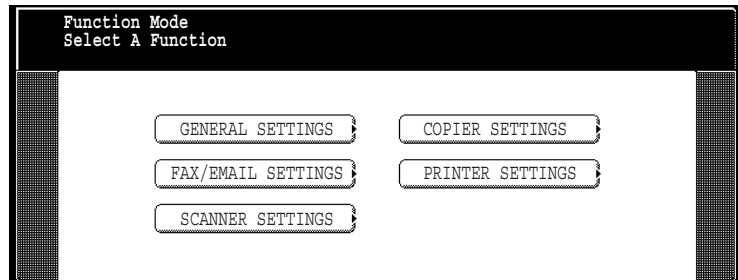 Function Mode
Select A Function
GENERAL SETTINGS
COPIER SETTINGS
FAX/EMAIL SETTINGS
PRINTER SETTINGS
SCANNER SETTINGS